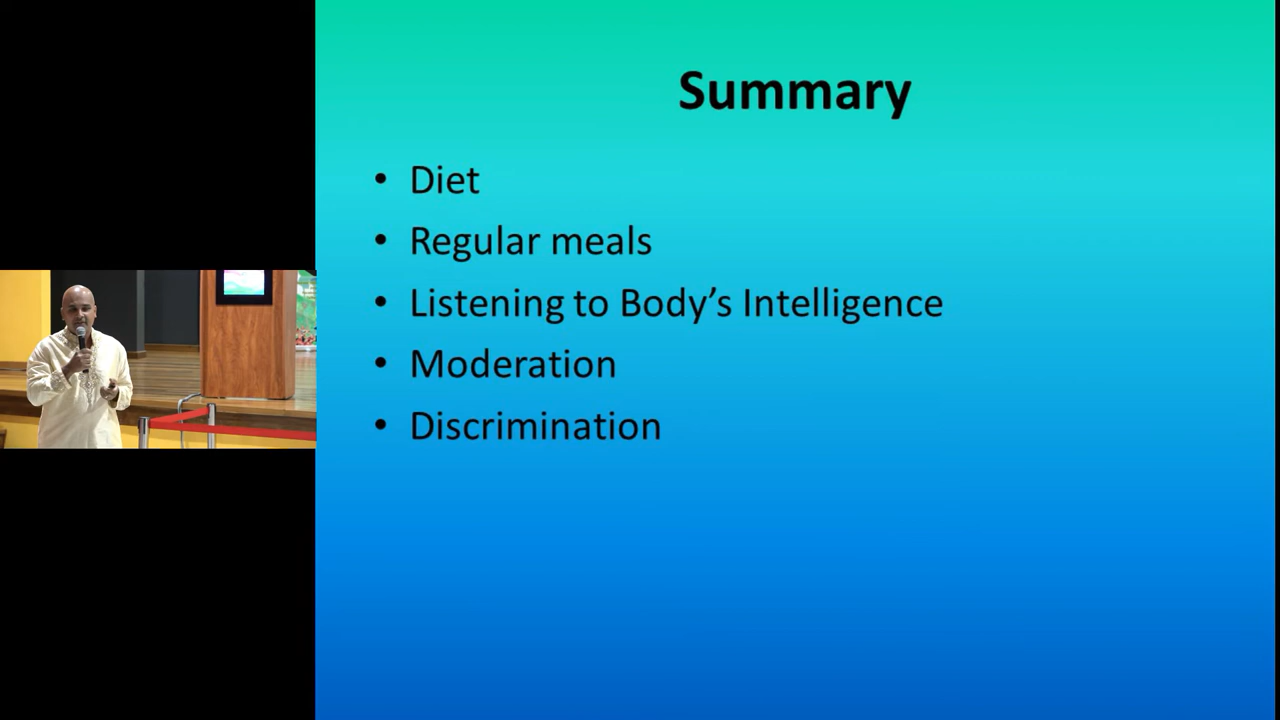 Summary
• Diet
• Regular meals
• Listening to Body’s Intelligence
• Moderation
• Discrimination